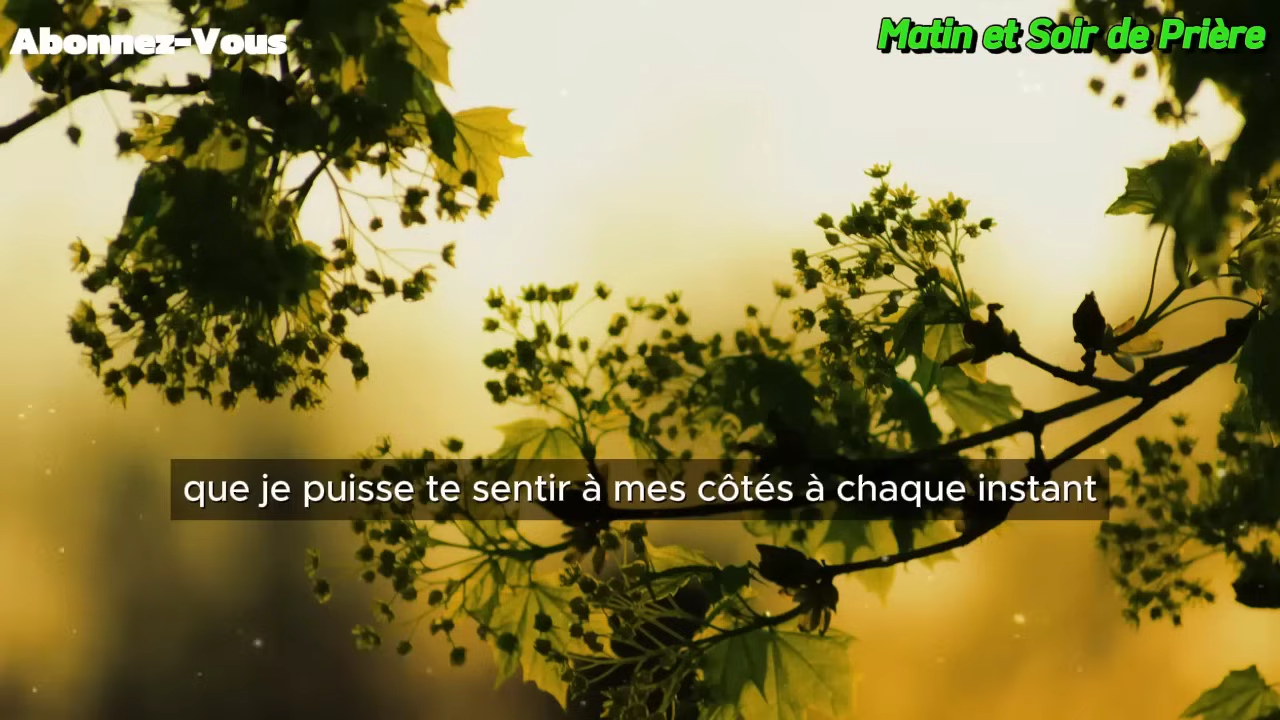 Abonnez-Vous
Matin et Soir de Prière
que je puisse te sentir à mes côtés à chaque instant